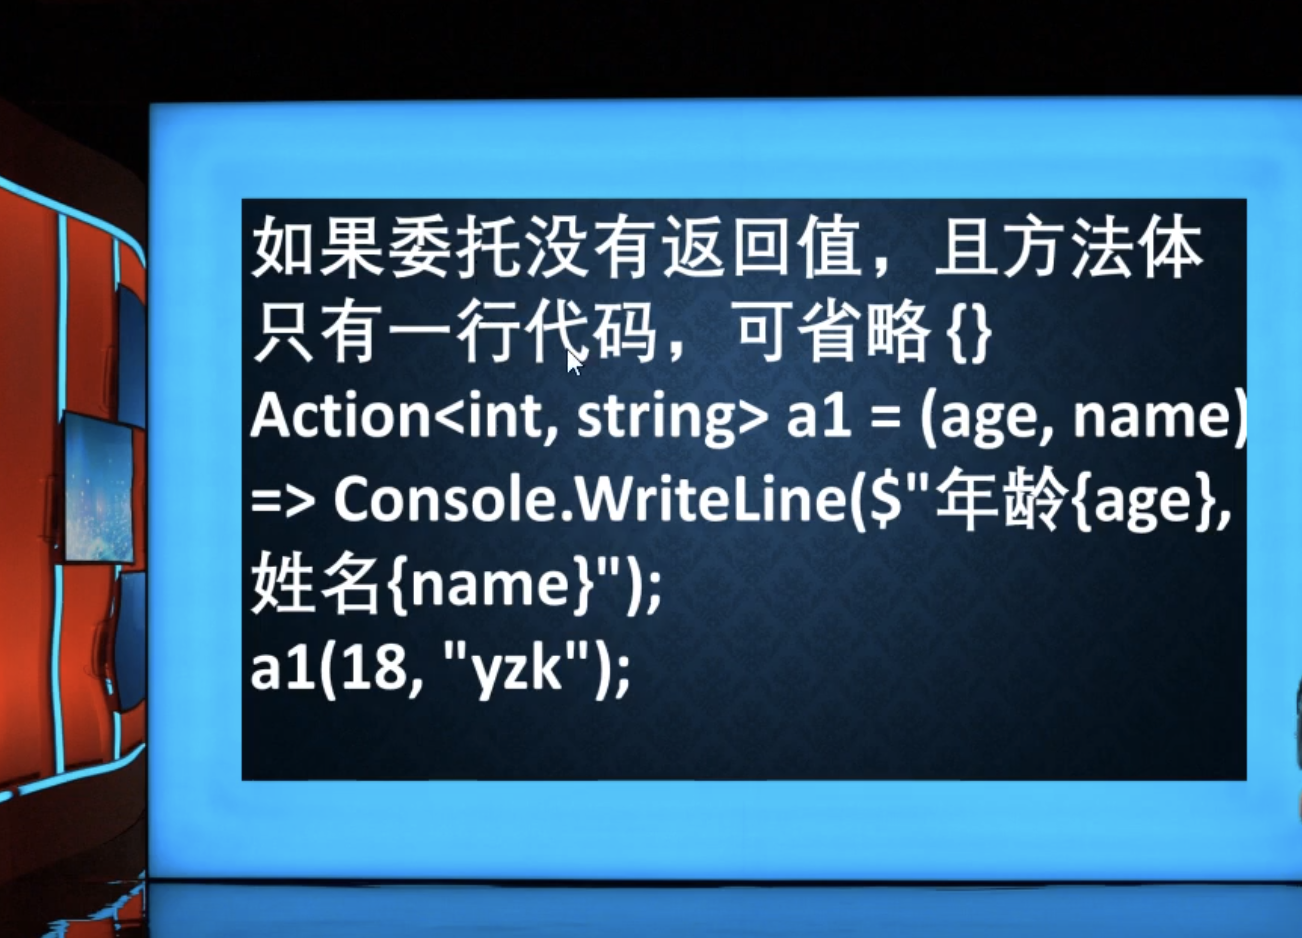 如果委托没有返回值，且方法体
只有一行代码，可省略{}
Action<int, string> a1 = (age, name)
=> Console.WriteLine($"年龄{age},
姓名{name}");
a1(18, "yzk");